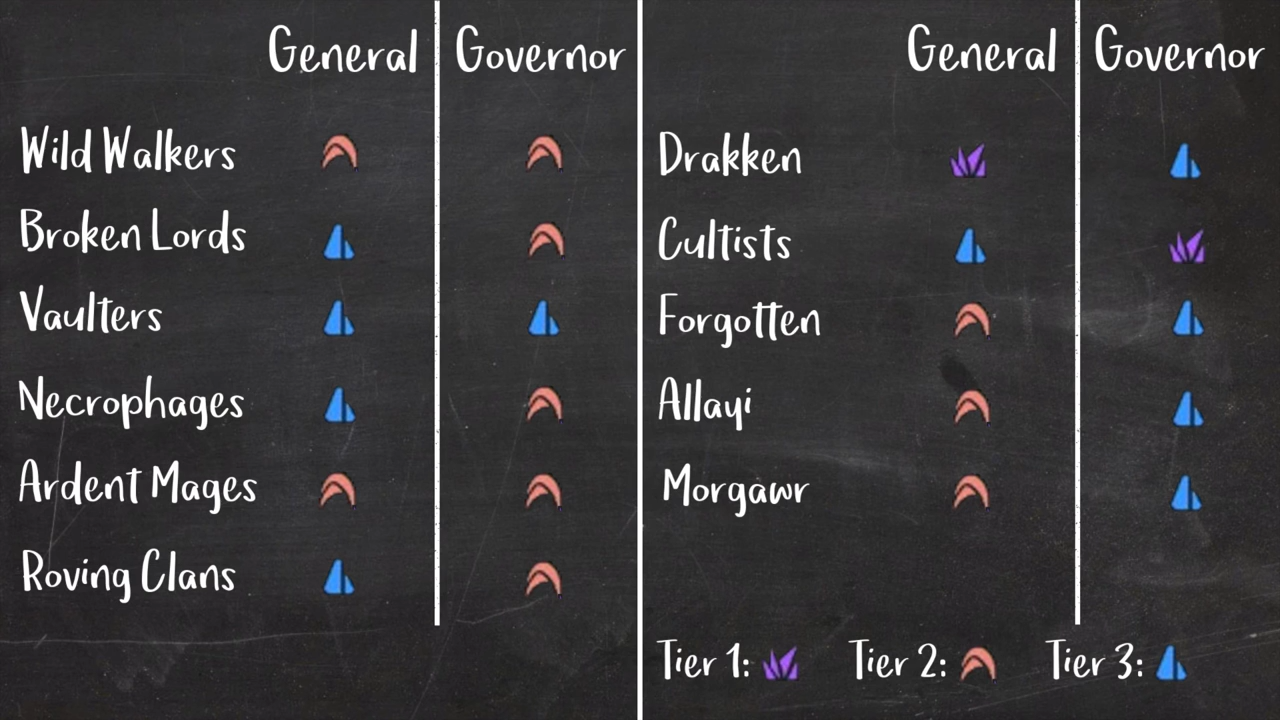 General Governor
Wild Walkers
Broken Lords
Vaulters
Necrophages
Ardent Mages
Roving Clans
General Governor
Drakken
Cultists
Forgotten
Allayi
Morgawr
Tier 1: Tier 2: Tier 3: